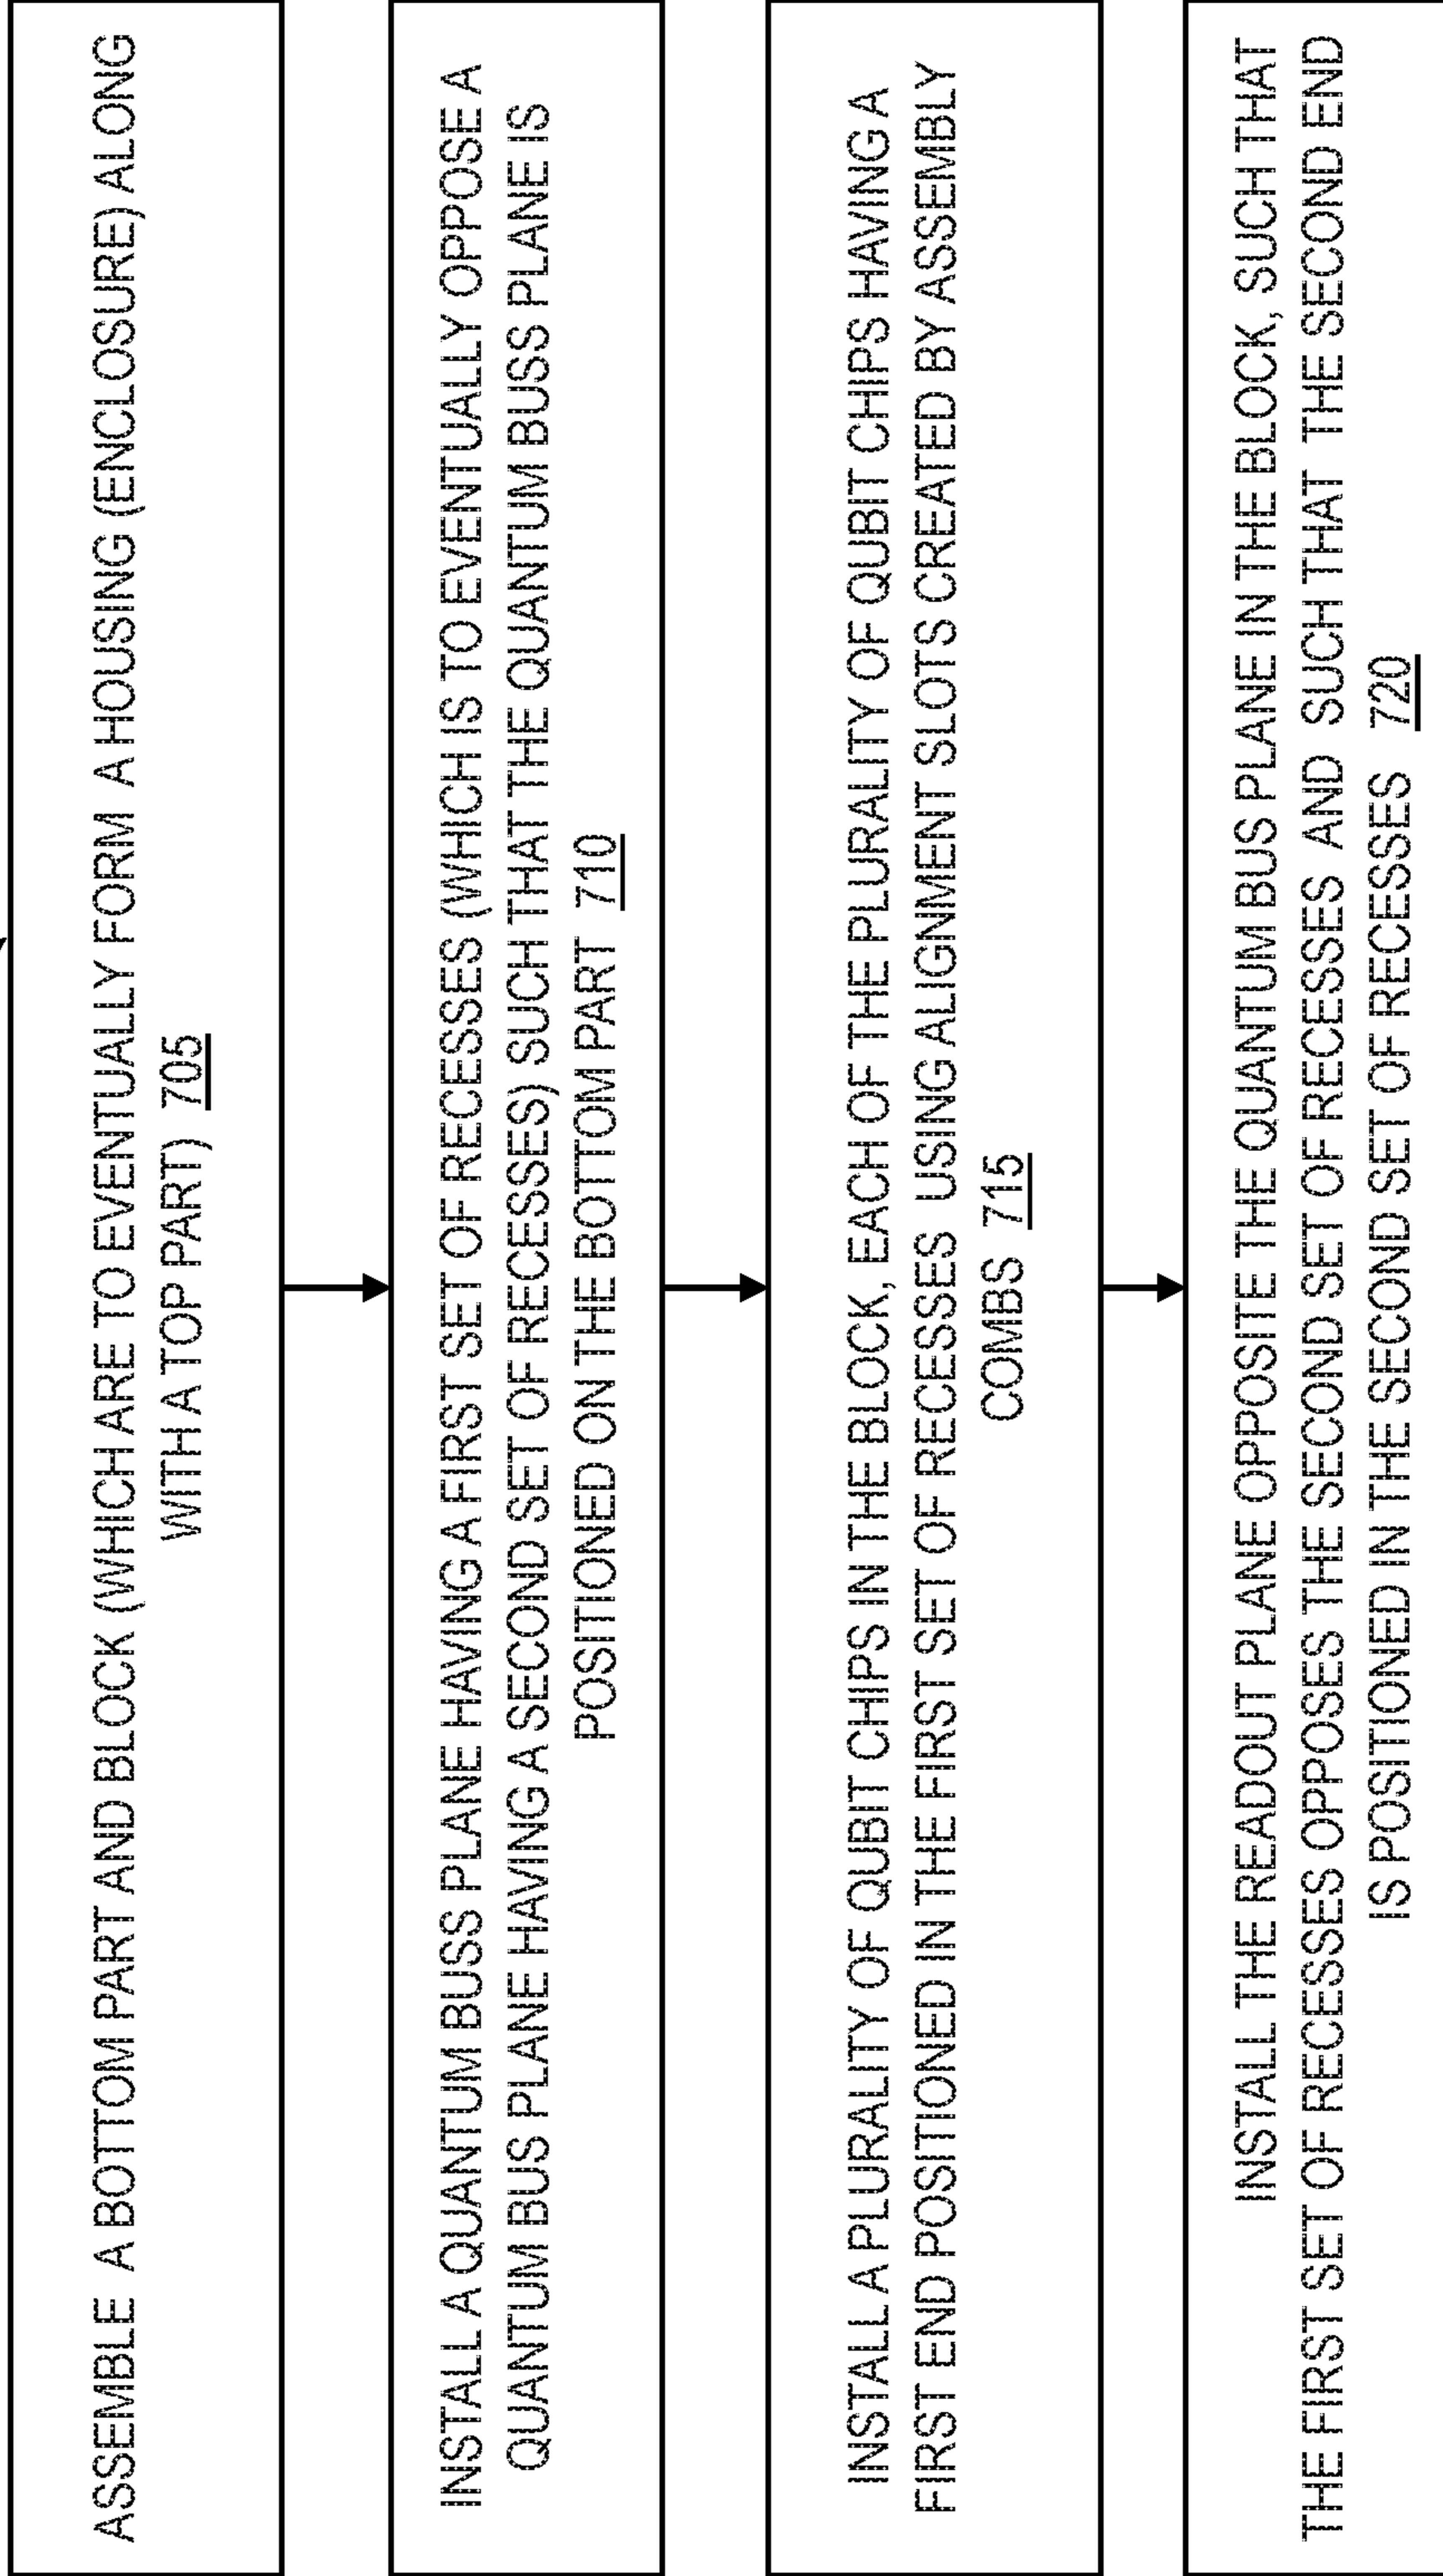 ASSEMBLE A BOTTOM PART AND BLOCK (WHICH ARE TO EVENTUALLY FORM A HOUSING (ENCLOSURE) ALONG
WITH A TOP PART) 705
INSTALL A QUANTUM BUSS PLANE HAVING A FIRST SET OF RECESSES (WHICH IS TO EVENTUALLY OPPOSE A
QUANTUM BUS PLANE HAVING A SECOND SET OF RECESSES) SUCH THAT THE QUANTUM BUSS PLANE IS
POSITIONED ON THE BOTTOM PART 710
INSTALL A PLURALITY OF QUBIT CHIPS IN THE BLOCK, EACH OF THE PLURALITY OF QUBIT CHIPS HAVING A
FIRST END POSITIONED IN THE FIRST SET OF RECESSES USING ALIGNMENT SLOTS CREATED BY ASSEMBLY
COMBS 715
INSTALL THE READOUT PLANE OPPOSITE THE QUANTUM BUS PLANE IN THE BLOCK, SUCH THAT
THE FIRST SET OF RECESSES OPPOSES THE SECOND SET OF RECESSES AND SUCH THAT THE SECOND END
IS POSITIONED IN THE SECOND SET OF RECESSES 720